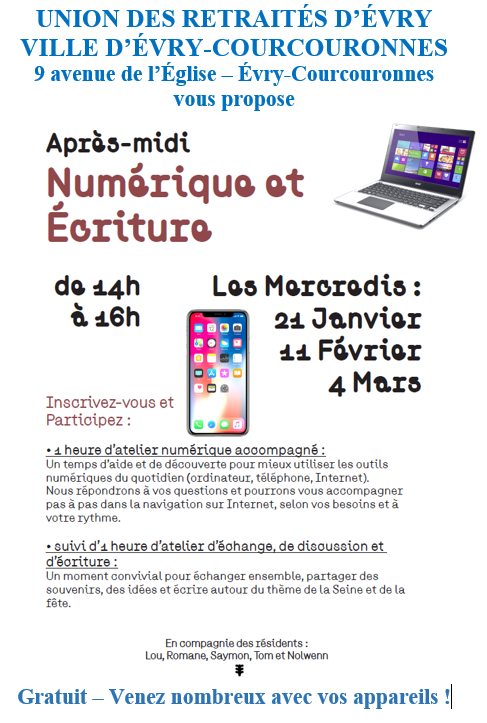 UNION DES RETRAITÉS D’ÉVRY
VILLE D’ÉVRY-COURCOURONNES
9 avenue de l’Église – Évry-Courcouronnes
vous propose
Après-midi
Numérique et
Écriture
de 14h
à 16h
Les Mercredis :
21 Janvier
11 Février
4 Mars
Inscrivez-vous et
Participez :
• 1 heure d’atelier numérique accompagné :
Un temps d’aide et de découverte pour mieux utiliser les outils
numériques du quotidien (ordinateur, téléphone, Internet).
Nous répondrons à vos questions et pourrons vous accompagner
pas à pas dans la navigation sur Internet, selon vos besoins et à
votre rythme.
• suivi d’1 heure d’atelier d’échange, de discussion et
d’écriture :
Un moment convivial pour échanger ensemble, partager des
souvenirs, des idées et écrire autour du thème de la Seine et de la
fête.
En compagnie des résidents :
Lou, Romane, Saymon, Tom et Nolwenn
Gratuit – Venez nombreux avec vos appareils !